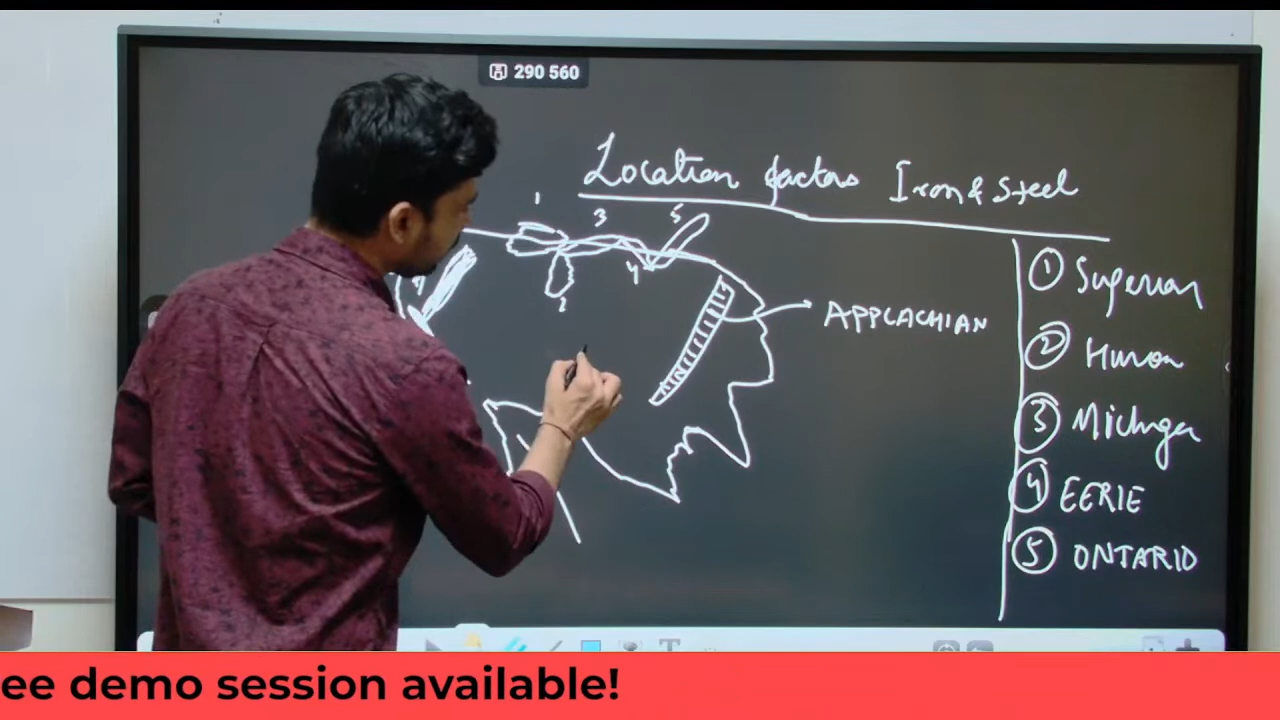 290 560
Location factors Iron & Steel
1
3
5
4
2
APPLACHIAN
① Superior
② Huron
③ Michigan
④ EERIE
⑤ ONTARIO
ee demo session available!